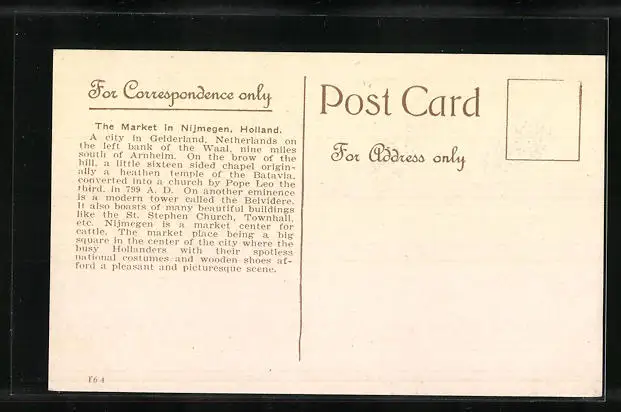 For Correspondence only
The Market in Nijmegen, Holland.
A city in Gelderland, Netherlands on
the left bank of the Waal, nine miles
south of Arnheim. On the brow of the
hill, a little sixteen sided chapel origin-
ally a heathen temple of the Batavia,
converted into a church by Pope Leo the
third, in 799 A. D. On another eminence
is a modern tower called the Belvidere.
It also boasts of many beautiful buildings
like the St. Stephen Church, Townhall,
etc. Nijmegen is a market center for
cattle. The market place being a big
square in the center of the city where the
busy Hollanders with their spotless
national costumes and wooden shoes af-
ford a pleasant and picturesque scene.
T64
Post Card
For Address only